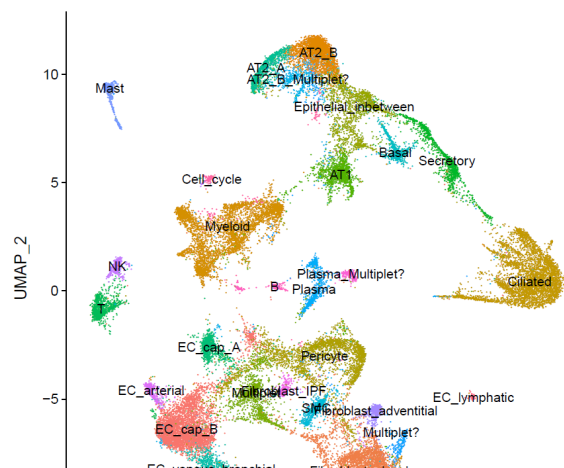 AT2_B
AT2_A
AT2_B_Multiplet?
10
Mast
Epithelial_inbetween
Basal
Secretory
5
Cell_cycle
AT1
UMAP_2
Myeloid
NK
Plasma_Multiplet?
Ciliated
B
Plasma
0
T
EC_cap_A
Pericyte
EC_arterial
Fibroblast_IPF
Multiplet
EC_lymphatic
−5
SMC
Fibroblast_adventitial
EC_cap_B
Multiplet?